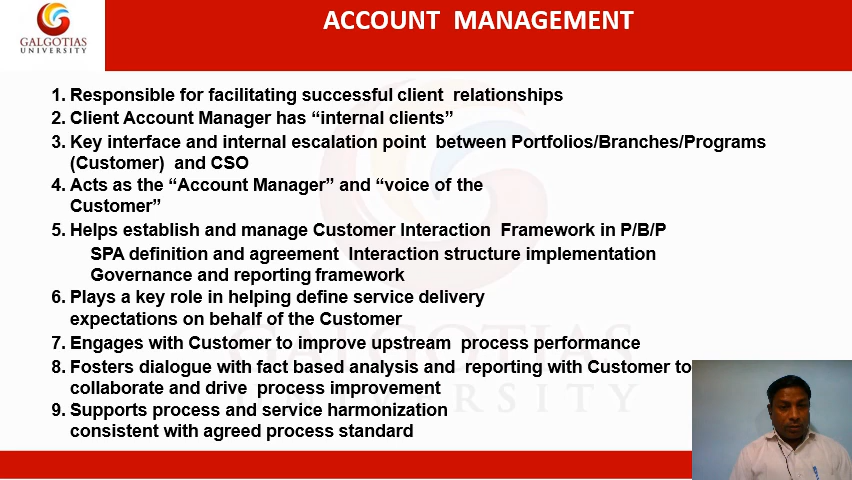 GALGOTIAS
UNIVERSITY
ACCOUNT MANAGEMENT
1. Responsible for facilitating successful client relationships
2. Client Account Manager has “internal clients”
3. Key interface and internal escalation point between Portfolios/Branches/Programs
(Customer) and CSO
4. Acts as the “Account Manager” and “voice of the
Customer”
5. Helps establish and manage Customer Interaction Framework in P/B/P
SPA definition and agreement Interaction structure implementation
Governance and reporting framework
6. Plays a key role in helping define service delivery
expectations on behalf of the Customer
7. Engages with Customer to improve upstream process performance
8. Fosters dialogue with fact based analysis and reporting with Customer to
collaborate and drive process improvement
9. Supports process and service harmonization
consistent with agreed process standard
GALGOTIAS
UNIVERSITY